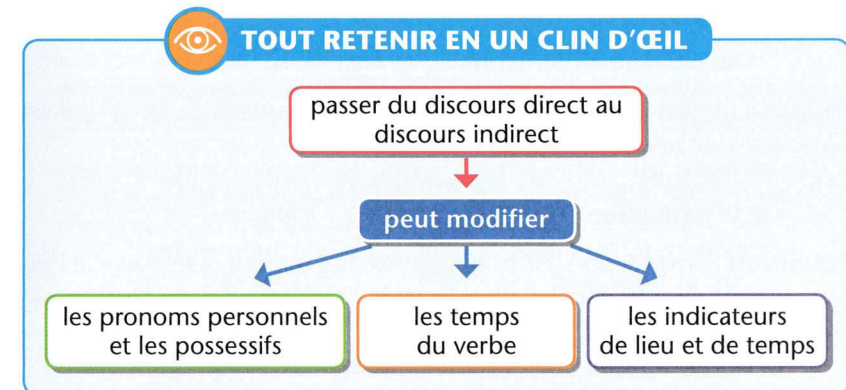 TOUT RETENIR EN UN CLIN D'ŒIL
passer du discours direct au
discours indirect
peut modifier
les pronoms personnels
et les possessifs
les temps
du verbe
les indicateurs
de lieu et de temps